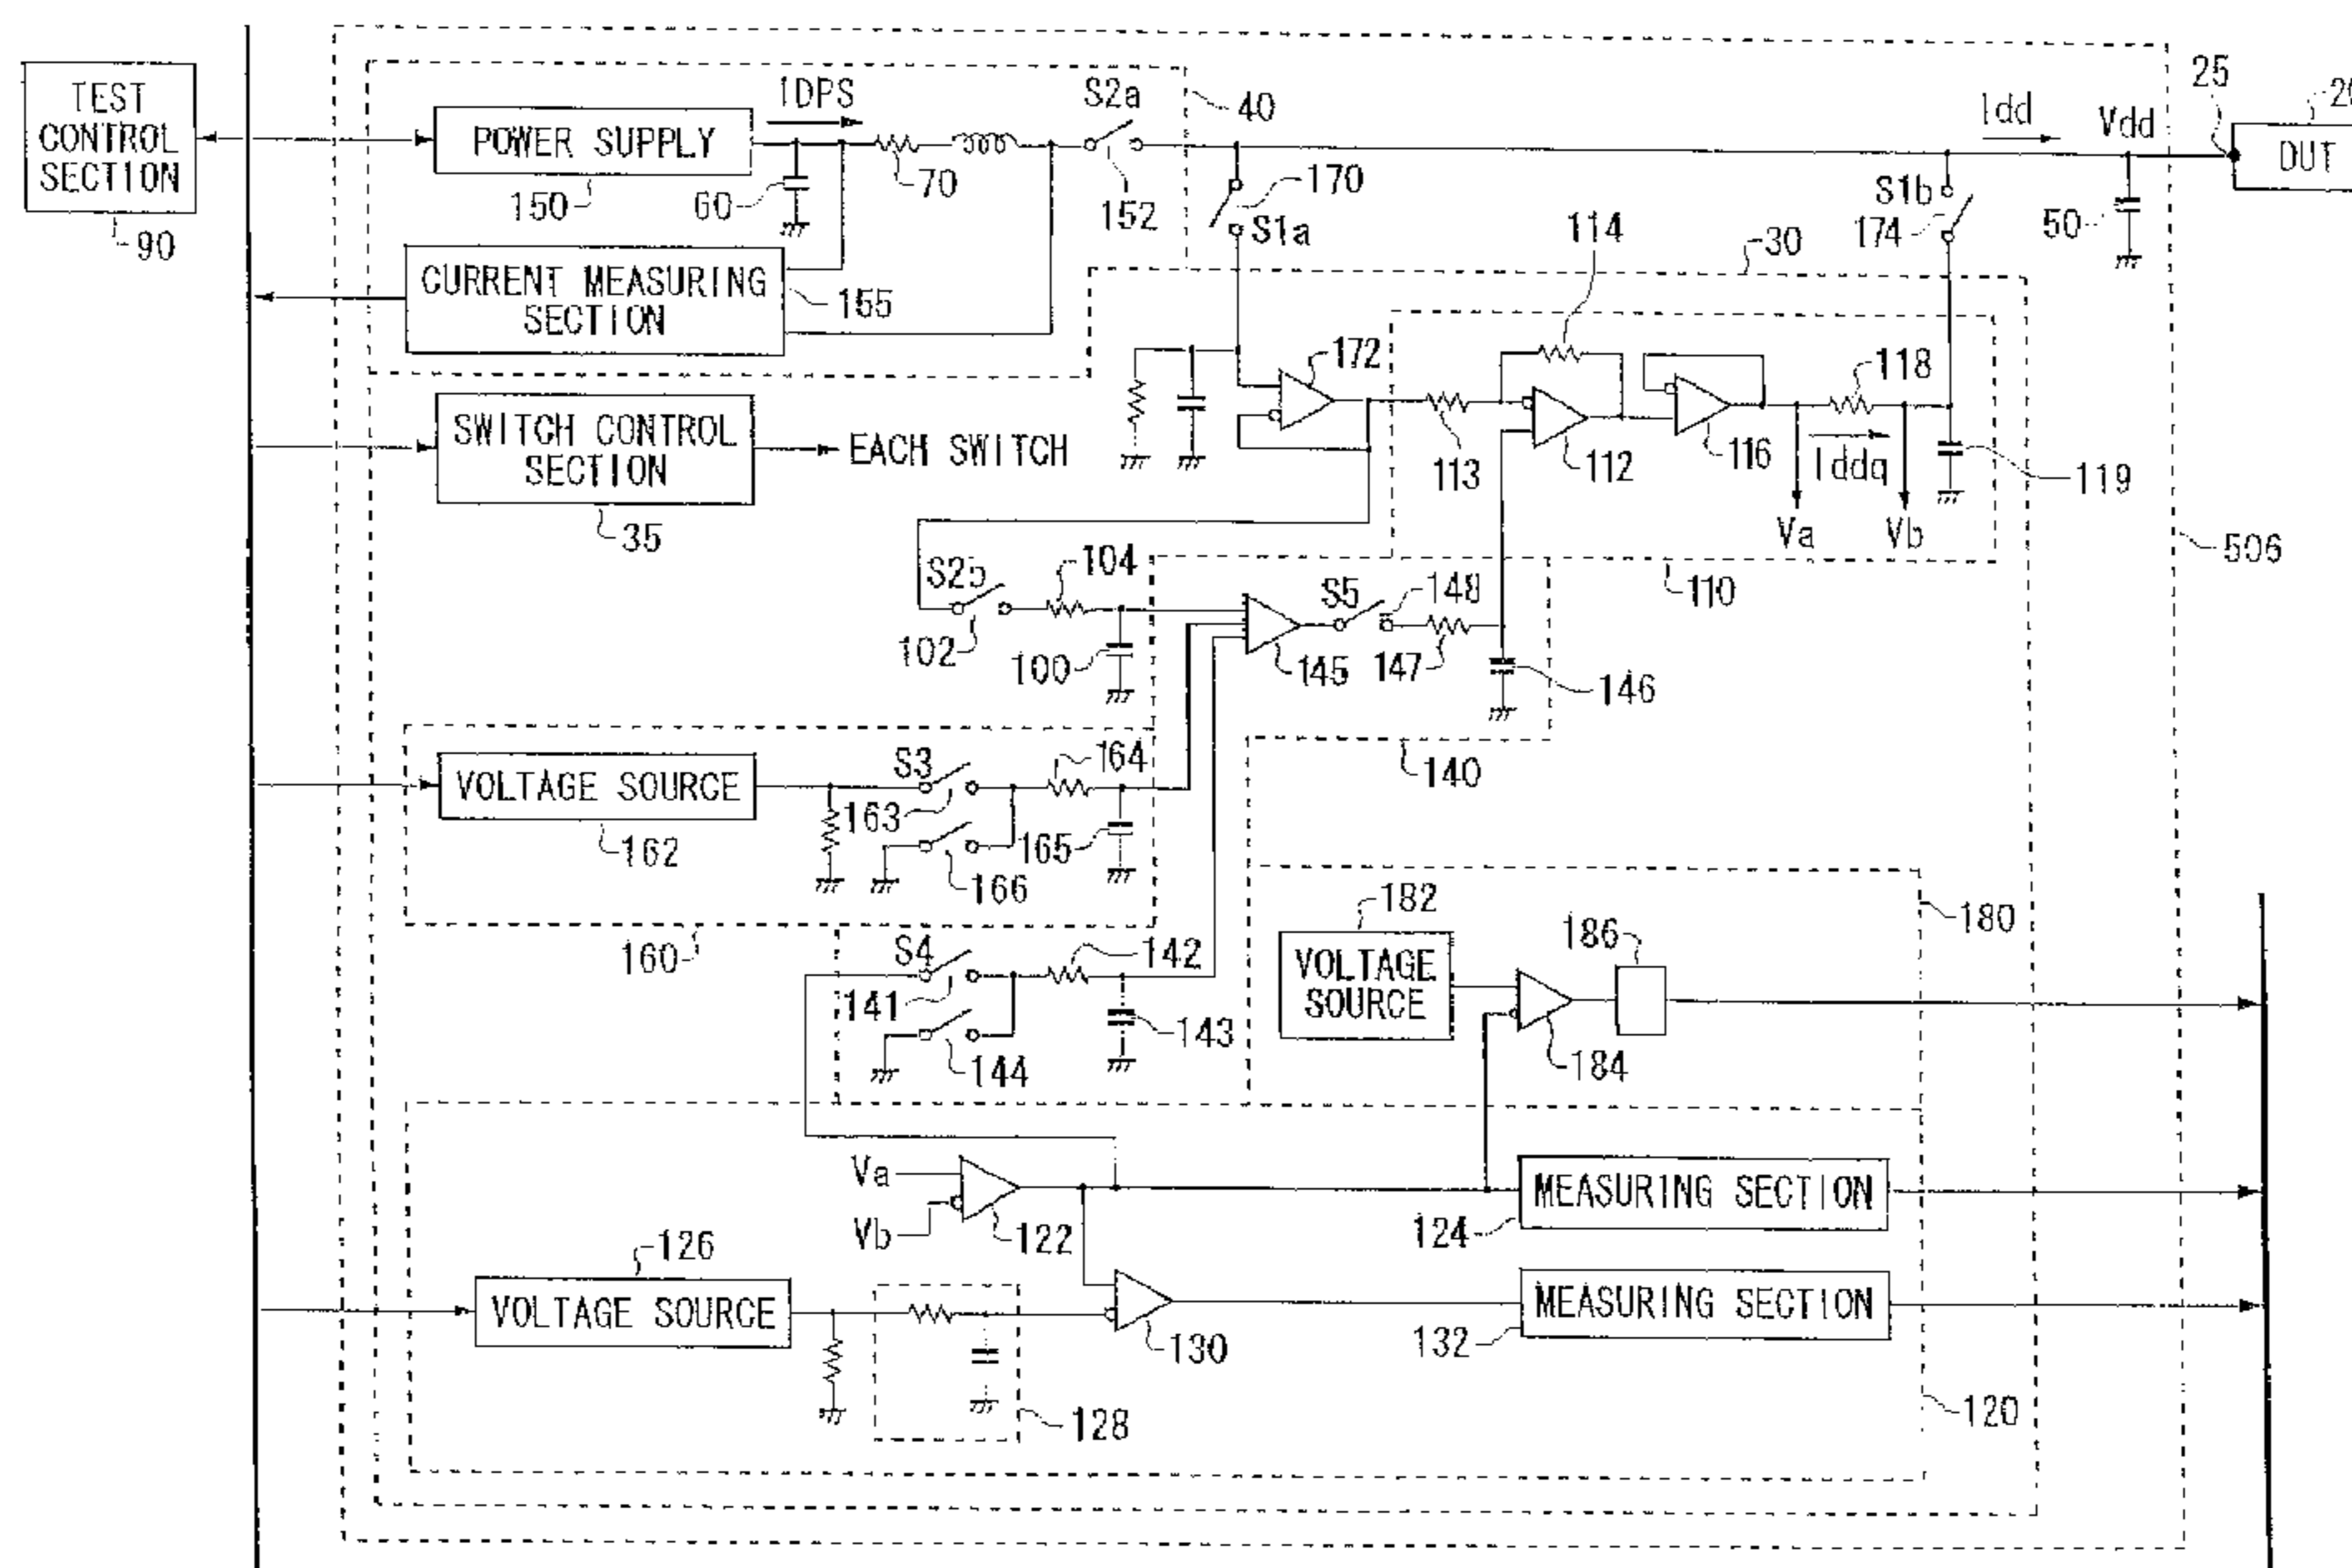 TEST
CONTROL
SECTION
90
POWER SUPPLY
150
IDPS
60
70
S2a
152
40
170
S1a
Idd
Vdd
25
DUT
S1b
174
50
30
CURRENT MEASURING
SECTION
155
114
172
118
113
112
116
Iddq
119
Va
Vb
SWITCH CONTROL
SECTION
EACH SWITCH
35
506
110
S2b
104
102
100
145
S5
148
147
146
140
VOLTAGE SOURCE
162
S3
163
164
165
166
160
S4
141
142
143
144
182
VOLTAGE
SOURCE
186
184
180
Va
Vb
122
MEASURING SECTION
124
126
VOLTAGE SOURCE
128
130
MEASURING SECTION
132
120